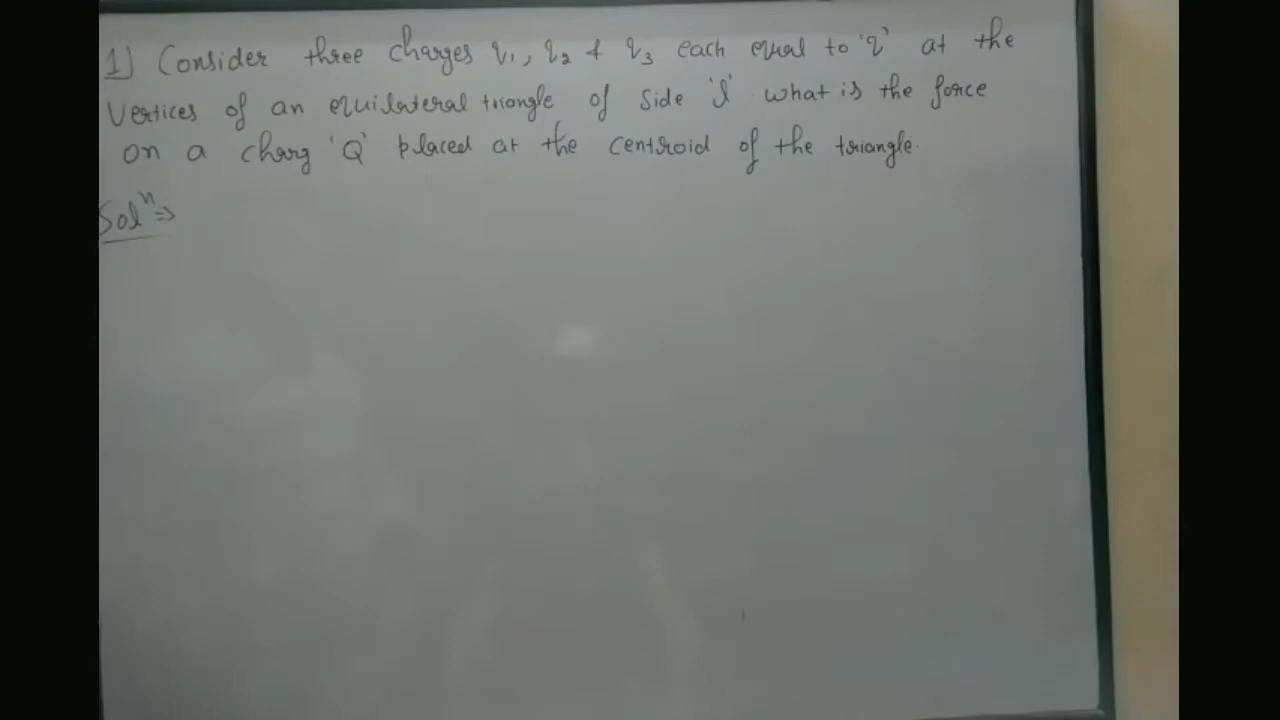 1] Consider three charges q1, q2 & q3 each equal to 'q' at the
Vertices of an equilateral triangle of side 'l' what is the force
on a charg 'Q' placed at the centroid of the triangle.
Solⁿ⇒